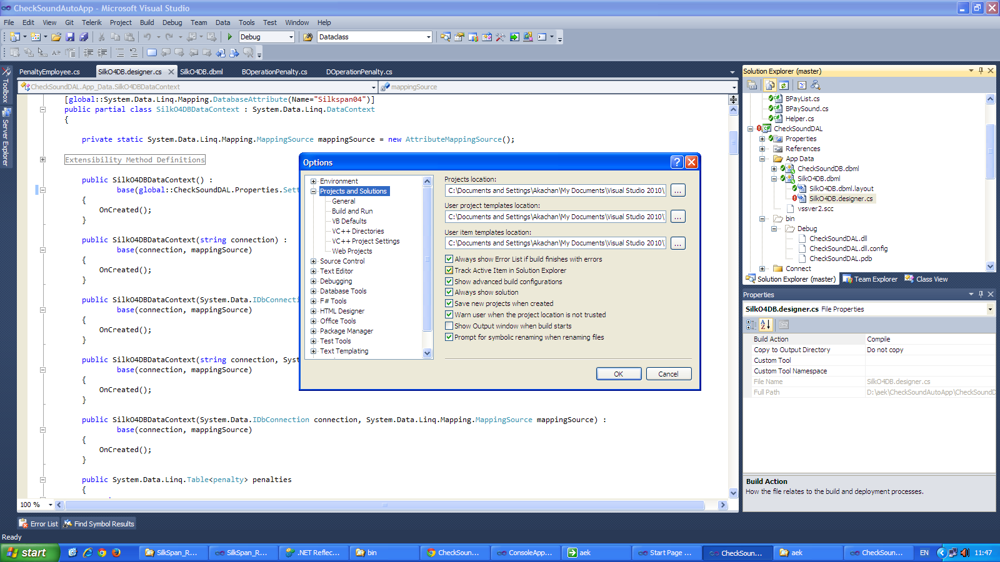 CheckSoundAutoApp - Microsoft Visual Studio
File Edit View Git Telerik Project Build Debug Team Data Tools Test Window Help
Debug Dataclass
PenaltyEmployee.cs SilkO4DB.designer.cs SilkO4DB.dbml BOperationPenalty.cs DOperationPenalty.cs
CheckSoundDAL.App_Data.SilkO4DBDataContext mappingSource
Toolbox
Server Explorer
[global::System.Data.Linq.Mapping.DatabaseAttribute(Name="Silkspan04")]
public partial class SilkO4DBDataContext : System.Data.Linq.DataContext
{
private static System.Data.Linq.Mapping.MappingSource mappingSource = new AttributeMappingSource();
Extensibility Method Definitions
public SilkO4DBDataContext() :
base(global::CheckSoundDAL.Properties.Sett
{
OnCreated();
}
public SilkO4DBDataContext(string connection) :
base(connection, mappingSource)
{
OnCreated();
}
public SilkO4DBDataContext(System.Data.IDbConnectio
base(connection, mappingSource)
{
OnCreated();
}
public SilkO4DBDataContext(string connection, Syst
base(connection, mappingSource)
{
OnCreated();
}
public SilkO4DBDataContext(System.Data.IDbConnection connection, System.Data.Linq.Mapping.MappingSource mappingSource) :
base(connection, mappingSource)
{
OnCreated();
}
public System.Data.Linq.Table<penalty> penalties
{
100 %
Options
Environment
Projects and Solutions
General
Build and Run
VB Defaults
VC++ Directories
VC++ Project Settings
Web Projects
Source Control
Text Editor
Debugging
Database Tools
F# Tools
HTML Designer
Office Tools
Package Manager
Test Tools
Text Templating
Projects location:
C:\Documents and Settings\Akachan\My Documents\Visual Studio 2010\
...
User project templates location:
C:\Documents and Settings\Akachan\My Documents\Visual Studio 2010\
...
User item templates location:
C:\Documents and Settings\Akachan\My Documents\Visual Studio 2010\
...
Always show Error List if build finishes with errors
Track Active Item in Solution Explorer
Show advanced build configurations
Always show solution
Save new projects when created
Warn user when the project location is not trusted
Show Output window when build starts
Prompt for symbolic renaming when renaming files
OK Cancel
Solution Explorer (master)
BPayList.cs
BPaySound.cs
Helper.cs
CheckSoundDAL
Properties
References
App Data
CheckSoundDB.dbml
SilkO4DB.dbml
SilkO4DB.dbml.layout
SilkO4DB.designer.cs
vssver2.scc
bin
Debug
CheckSoundDAL.dll
CheckSoundDAL.dll.config
CheckSoundDAL.pdb
Connect
Solution Explorer (master) Team Explorer Class View
Properties
SilkO4DB.designer.cs File Properties
Build Action Compile
Copy to Output Directory Do not copy
Custom Tool
Custom Tool Namespace
File Name SilkO4DB.designer.cs
Full Path D:\aek\CheckSoundAutoApp\CheckSoundD
Build Action
How the file relates to the build and deployment processes.
Error List Find Symbol Results
Ready
start SilkSpan_R... SilkSpan_R... .NET Reflec... bin CheckSoun... ConsoleApp... aek Start Page ... CheckSoun... aek CheckSoun... EN 11:47